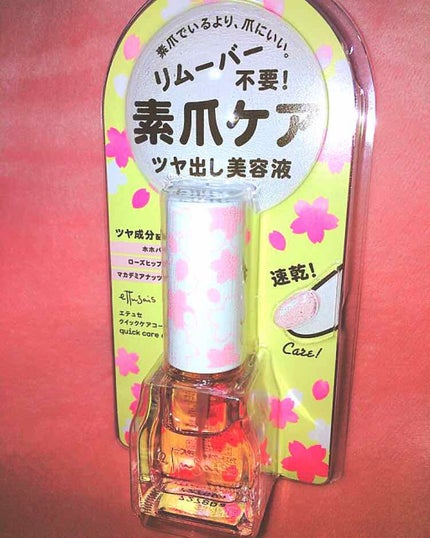 素爪でいるより、爪にいい。
リムーバー
不要!
素爪ケア
ツヤ出し美容液
ツヤ成分&
ホホバ
ローズヒップ
マカデミアナッツ
ettusais
エテュセ
クイックケアコー
quick care
速乾!
Care!